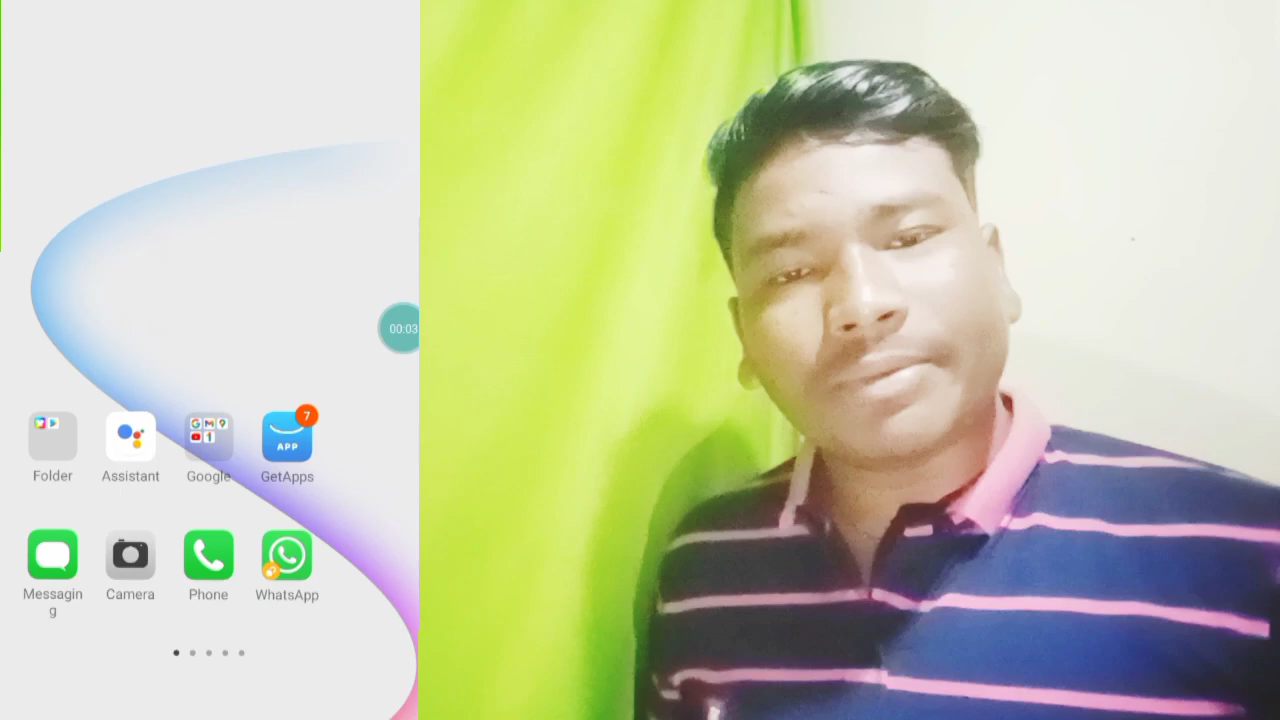 00:03
7
APP
Folder
Assistant
Google
GetApps
Messagin
g
Camera
Phone
WhatsApp